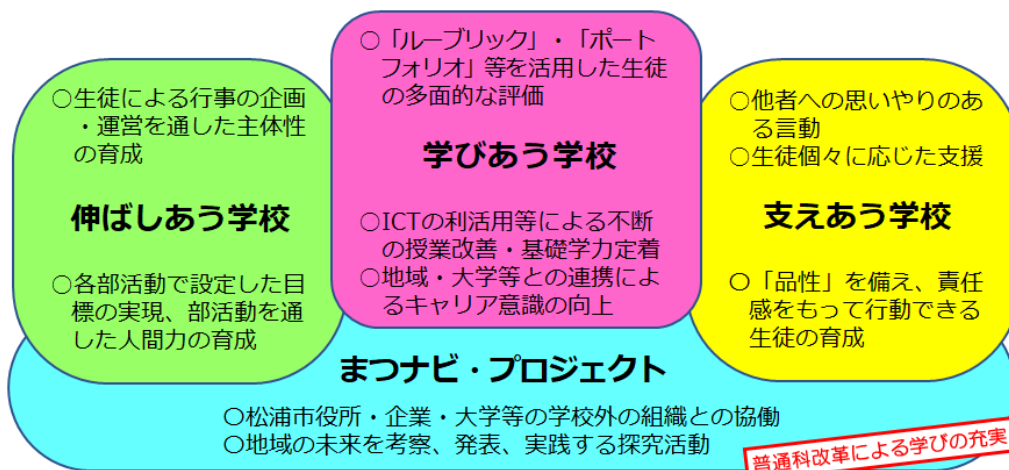 ○生徒による行事の企画
・運営を通した主体性
の育成
伸ばしあう学校
○各部活動で設定した目
標の実現、部活動を通
した人間力の育成
○「ルーブリック」・「ポート
フォリオ」等を活用した生徒
の多面的な評価
学びあう学校
○ICTの利活用等による不断
の授業改善・基礎学力定着
○地域・大学等との連携によ
るキャリア意識の向上
○他者への思いやりのあ
る言動
○生徒個々に応じた支援
支えあう学校
○「品性」を備え、責任
感をもって行動できる
生徒の育成
まつナビ・プロジェクト
○松浦市役所・企業・大学等の学校外の組織との協働
○地域の未来を考察、発表、実践する探究活動
普通科改革による学びの充実